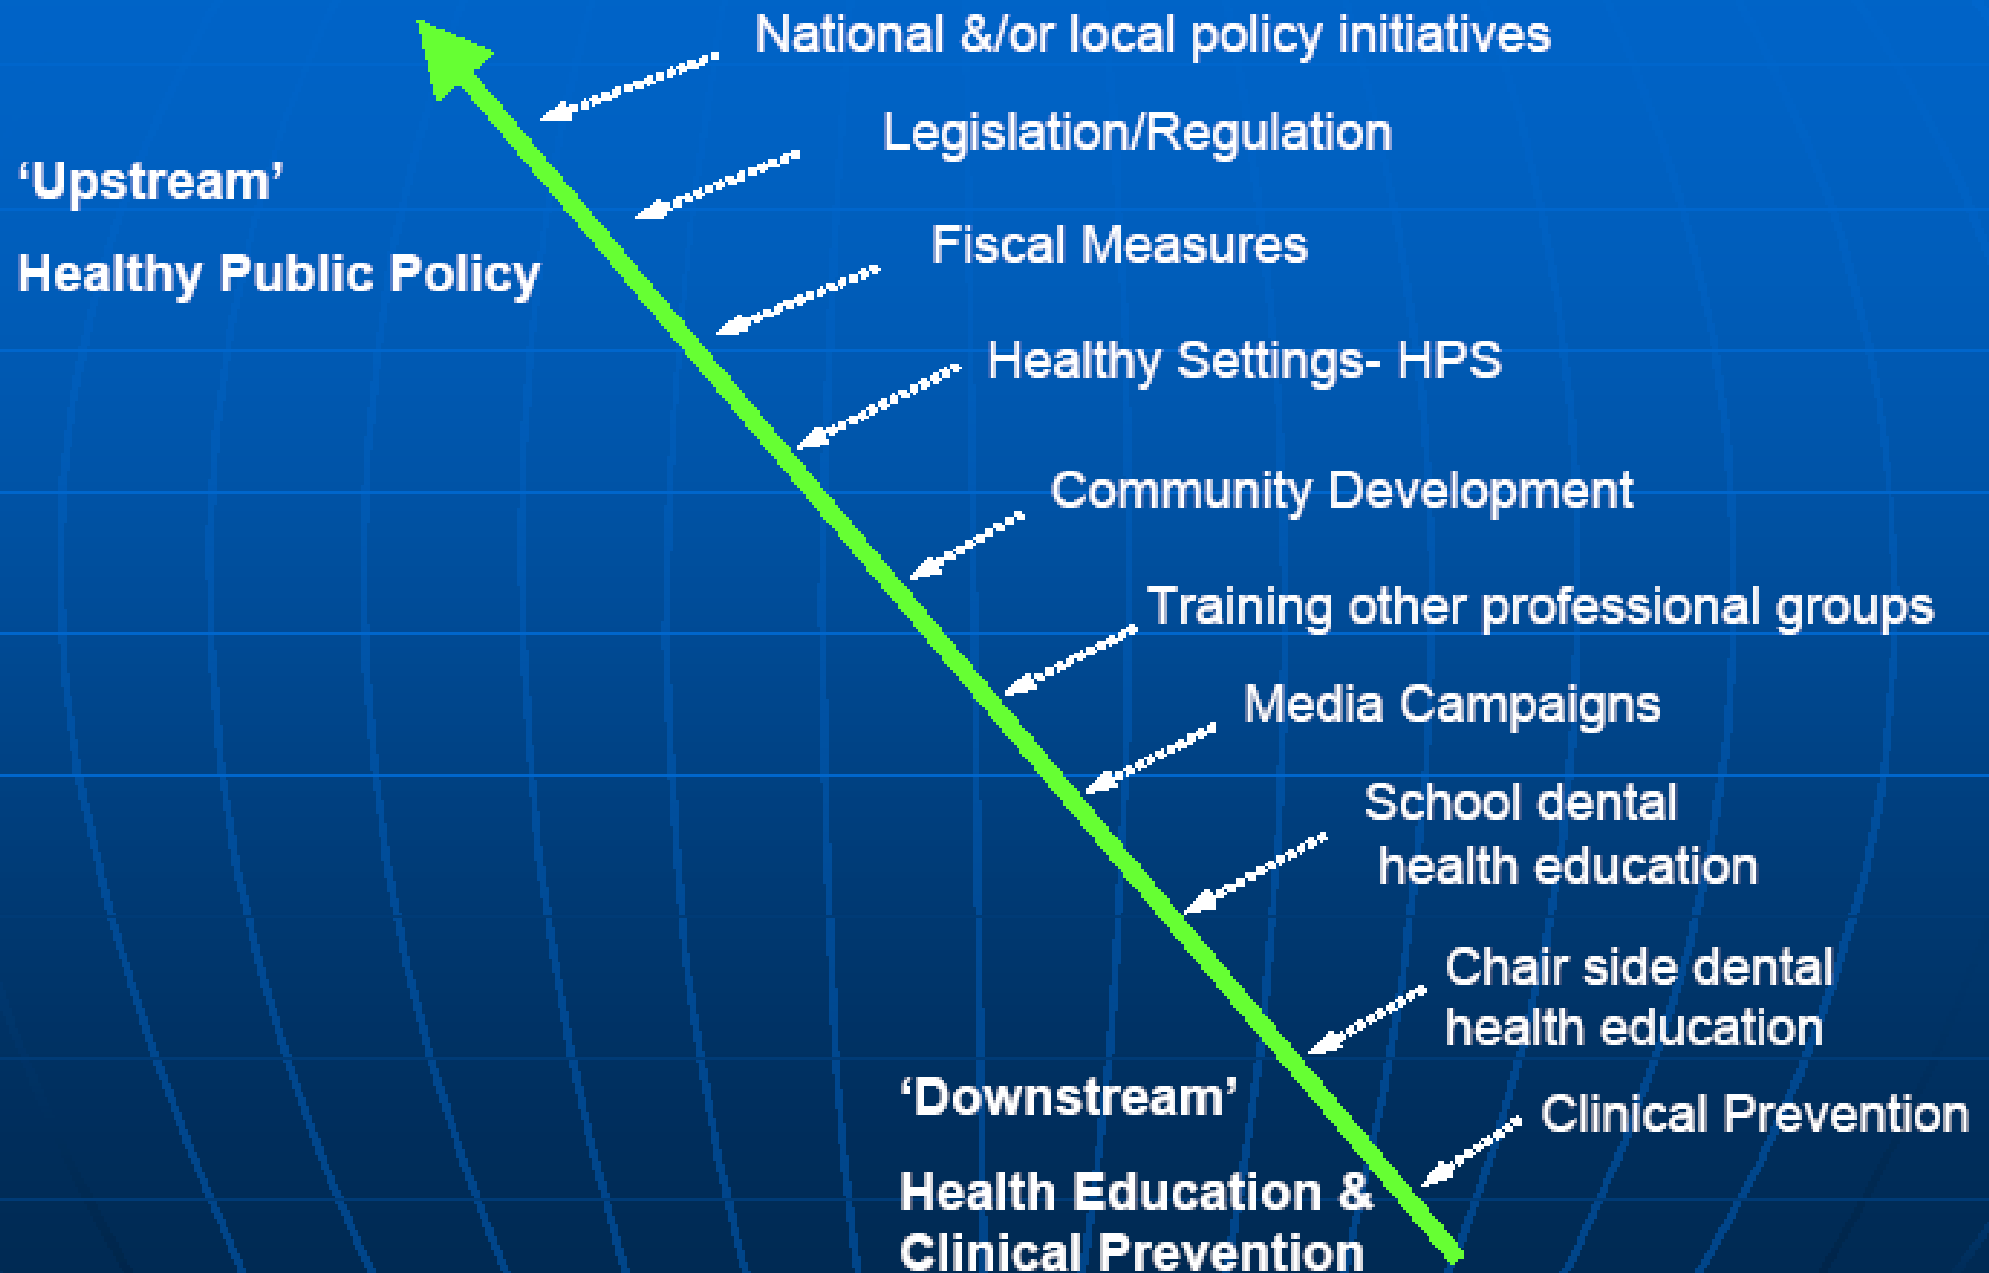 National &/or local policy initiatives
Legislation/Regulation
‘Upstream’
Healthy Public Policy
Fiscal Measures
Healthy Settings- HPS
Community Development
Training other professional groups
Media Campaigns
School dental
health education
Chair side dental
health education
‘Downstream’
Health Education &
Clinical Prevention
Clinical Prevention